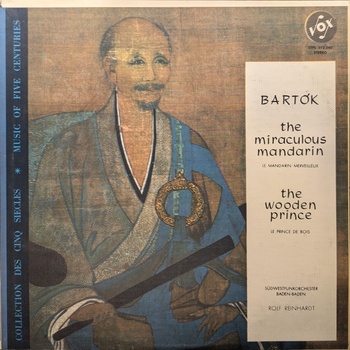 COLLECTION DES CINQ SIECLES * MUSIC OF FIVE CENTURIES
VOX
STEREO
BARTÓK
the
miraculous
mandarin
LE MANDARIN MERVEILLEUX
the
wooden
prince
LE PRINCE DE BOIS
SÜDWESTFUNKORCHESTER
BADEN-BADEN
ROLF REINHARDT